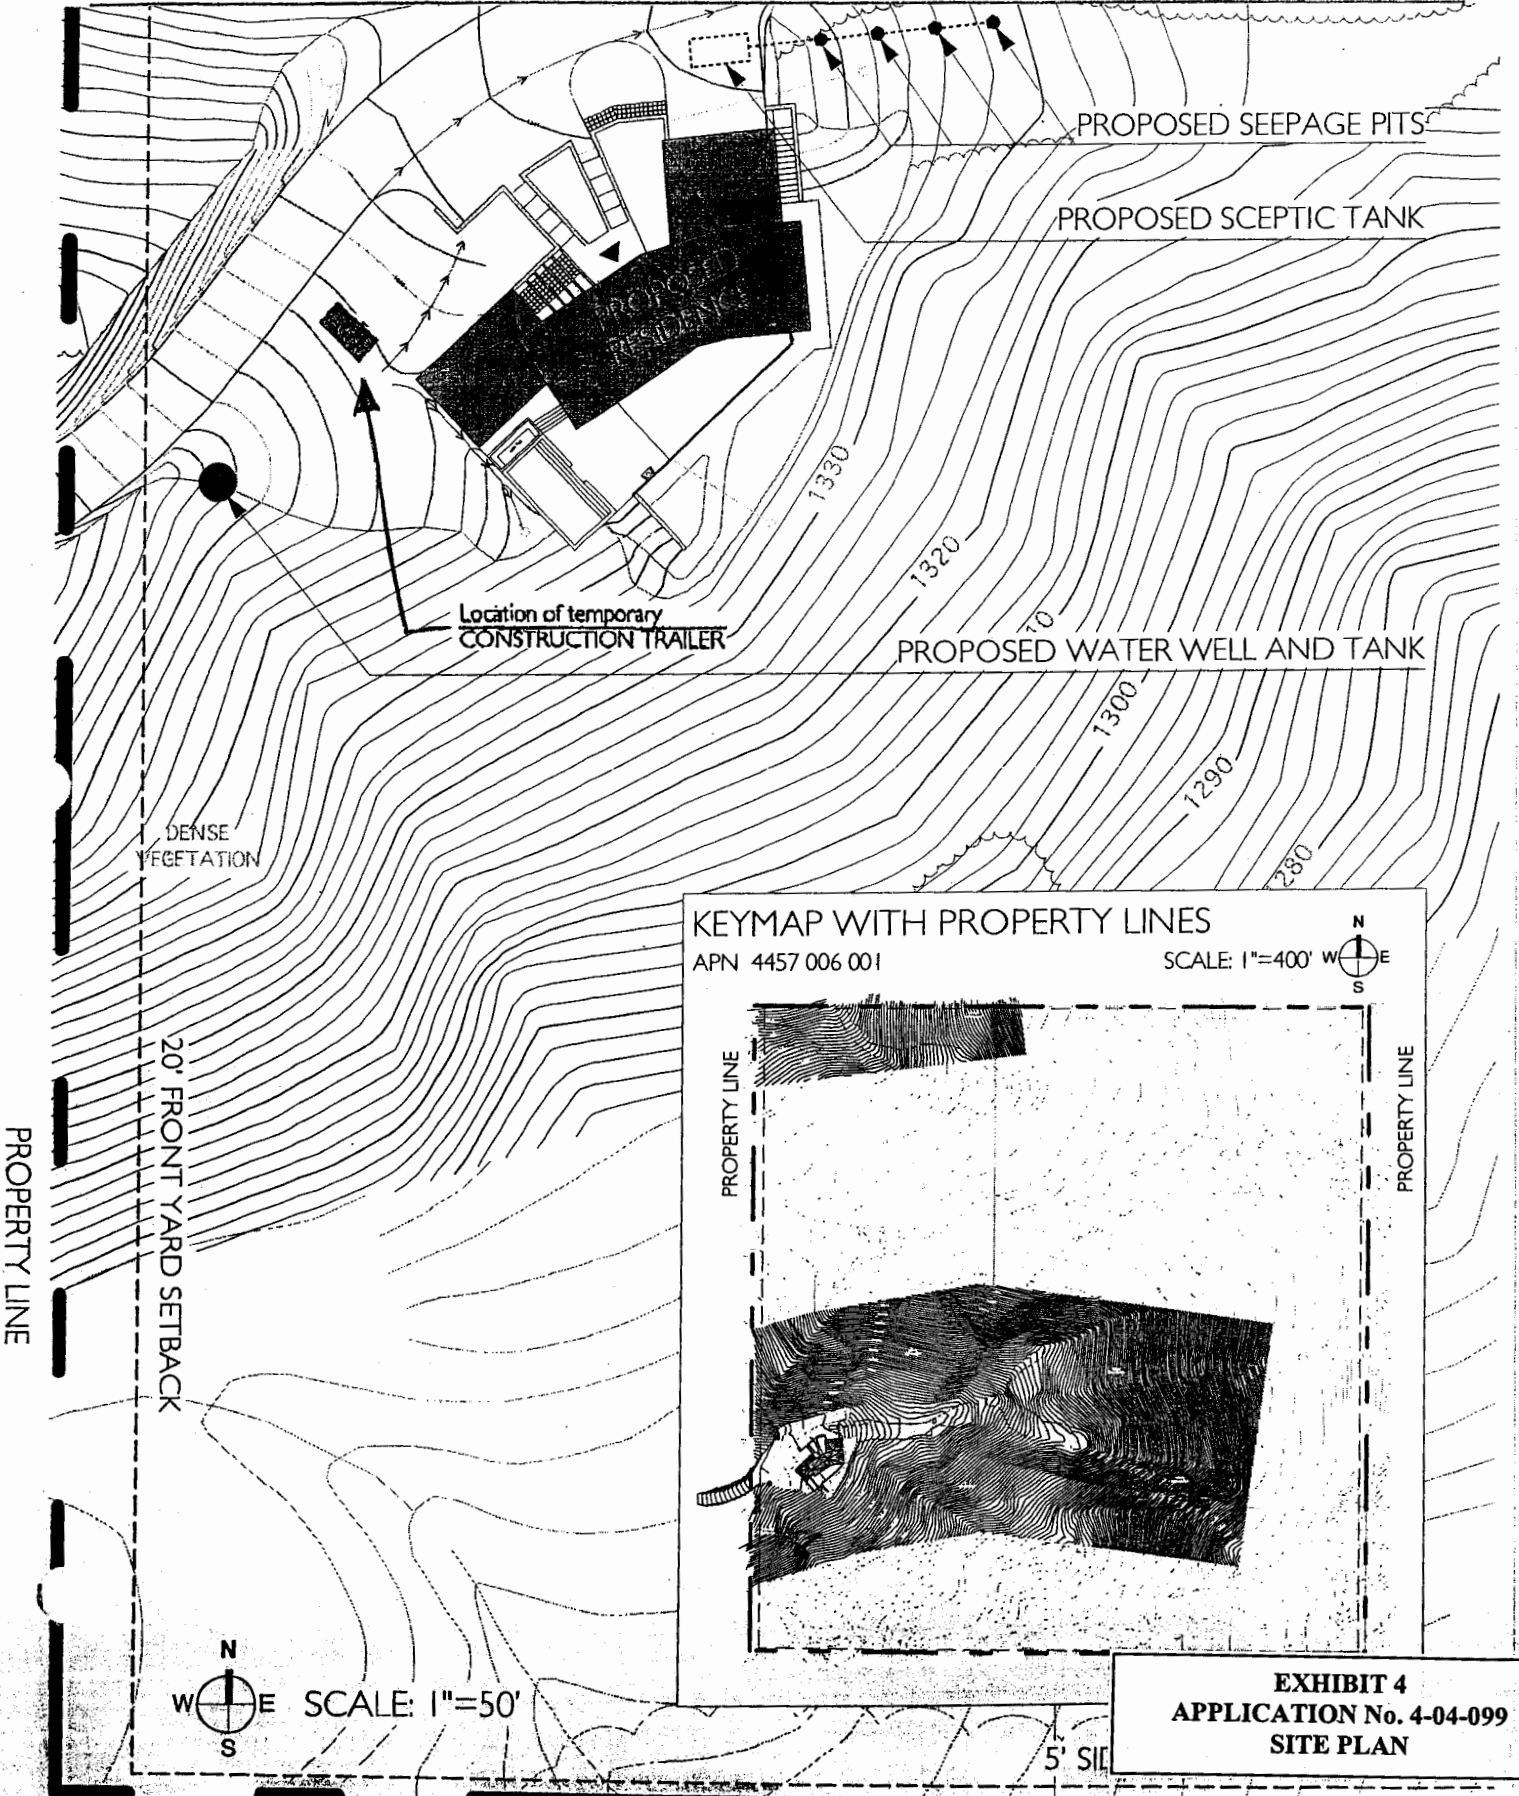 PROPOSED SEEPAGE PITS
PROPOSED SCEPTIC TANK
PROPOSED
RESIDENCE
1330
1320
10
Location of temporary
CONSTRUCTION TRAILER
PROPOSED WATER WELL AND TANK
1300
1290
1280
DENSE
VEGETATION
KEYMAP WITH PROPERTY LINES
APN 4457 006 001
SCALE: 1"=400'
N
W
E
S
PROPERTY LINE
PROPERTY LINE
20' FRONT YARD SETBACK
PROPERTY LINE
N
W
E
S
SCALE: 1"=50'
5' SID
EXHIBIT 4
APPLICATION No. 4-04-099
SITE PLAN